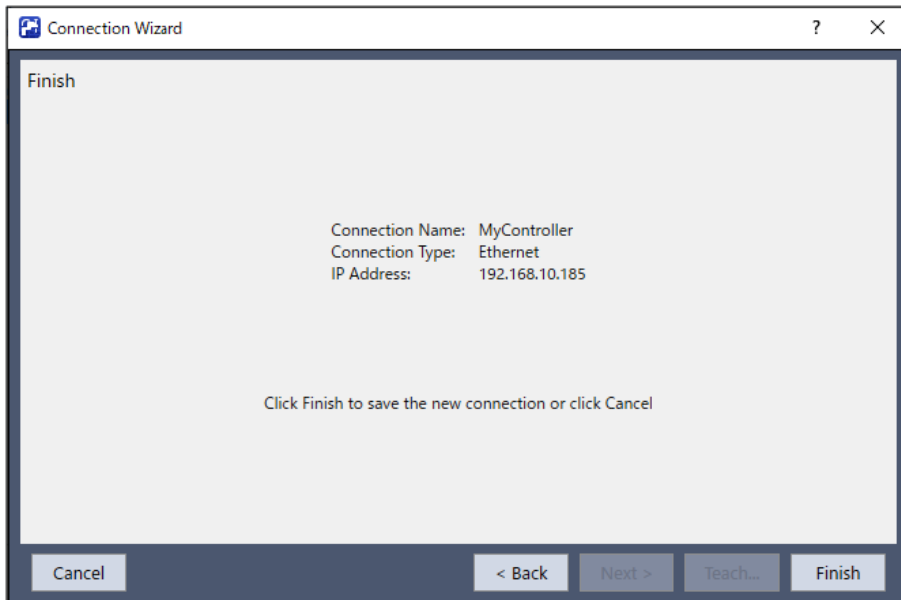 Connection Wizard
?
Finish
Connection Name: MyController
Connection Type: Ethernet
IP Address: 192.168.10.185
Click Finish to save the new connection or click Cancel
Cancel
< Back
Next >
Teach...
Finish